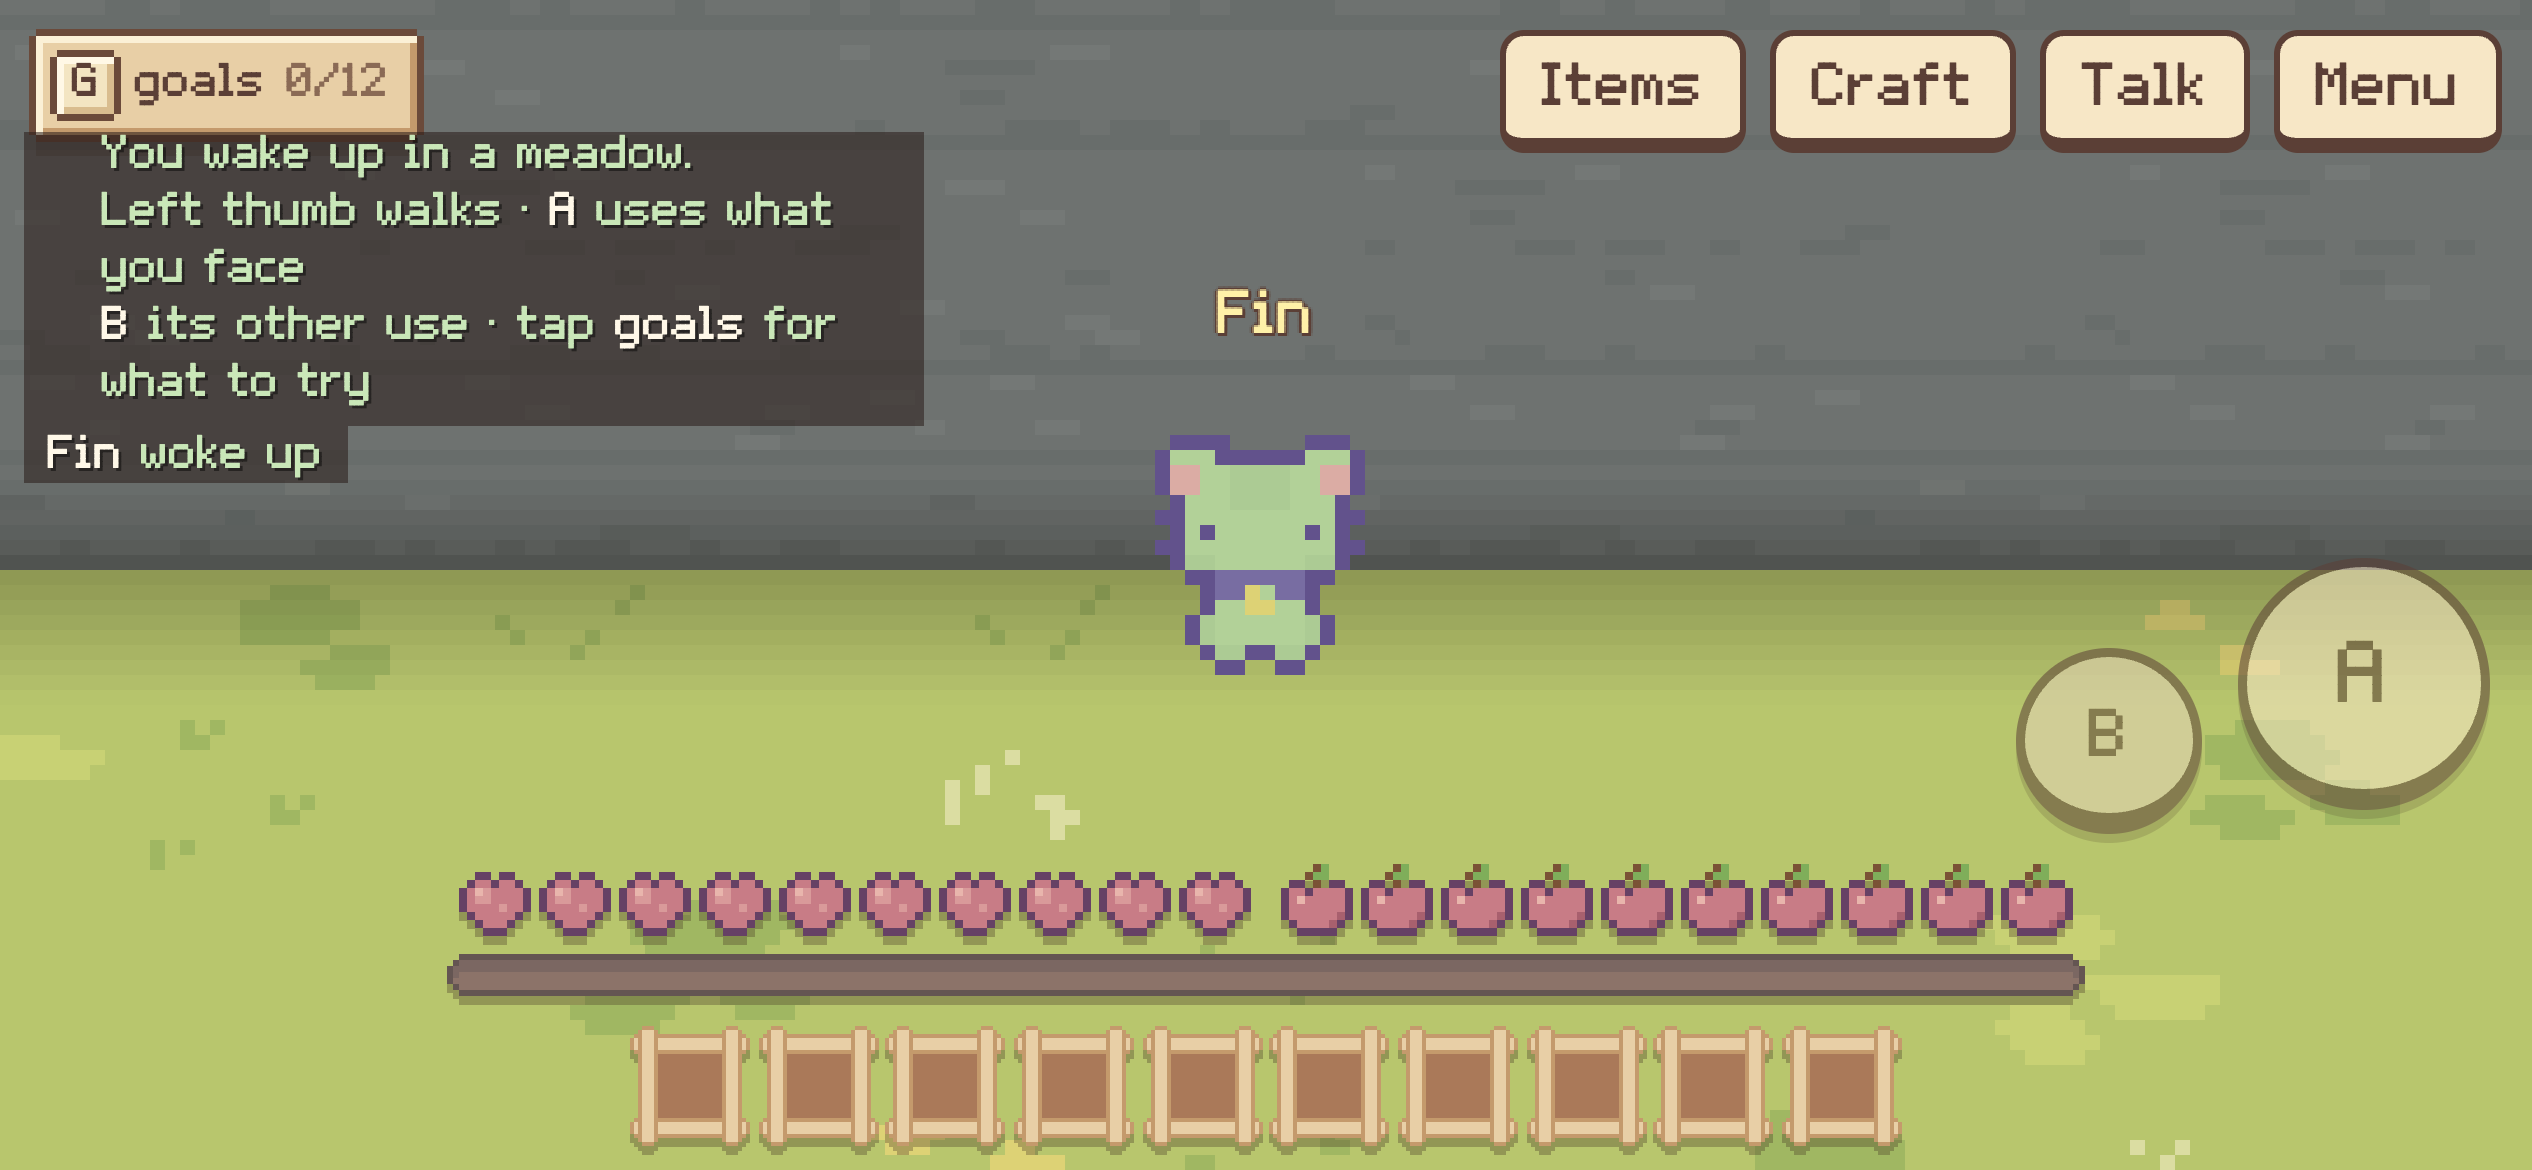 G goals 0/12
Items
Craft
Talk
Menu
You wake up in a meadow.
Left thumb walks · A uses what
you face
B its other use · tap goals for
what to try
Fin woke up
Fin
B
A